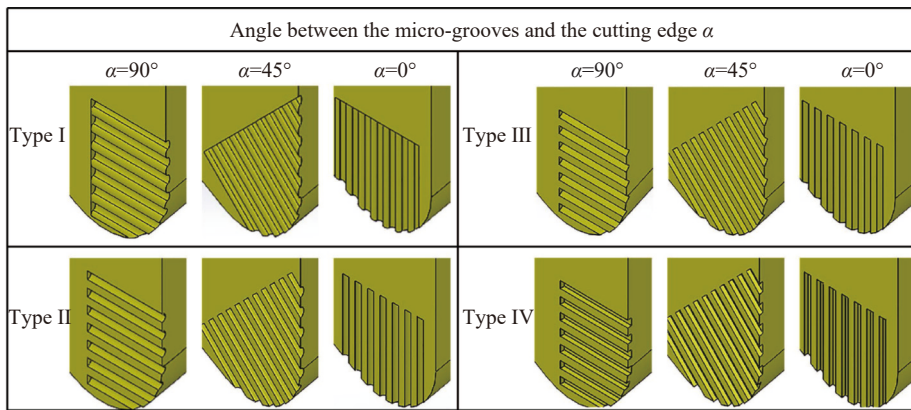 Angle between the micro-grooves and the cutting edge α
α=90° α=45° α=0° α=90° α=45° α=0°
Type I Type III
Type II Type IV